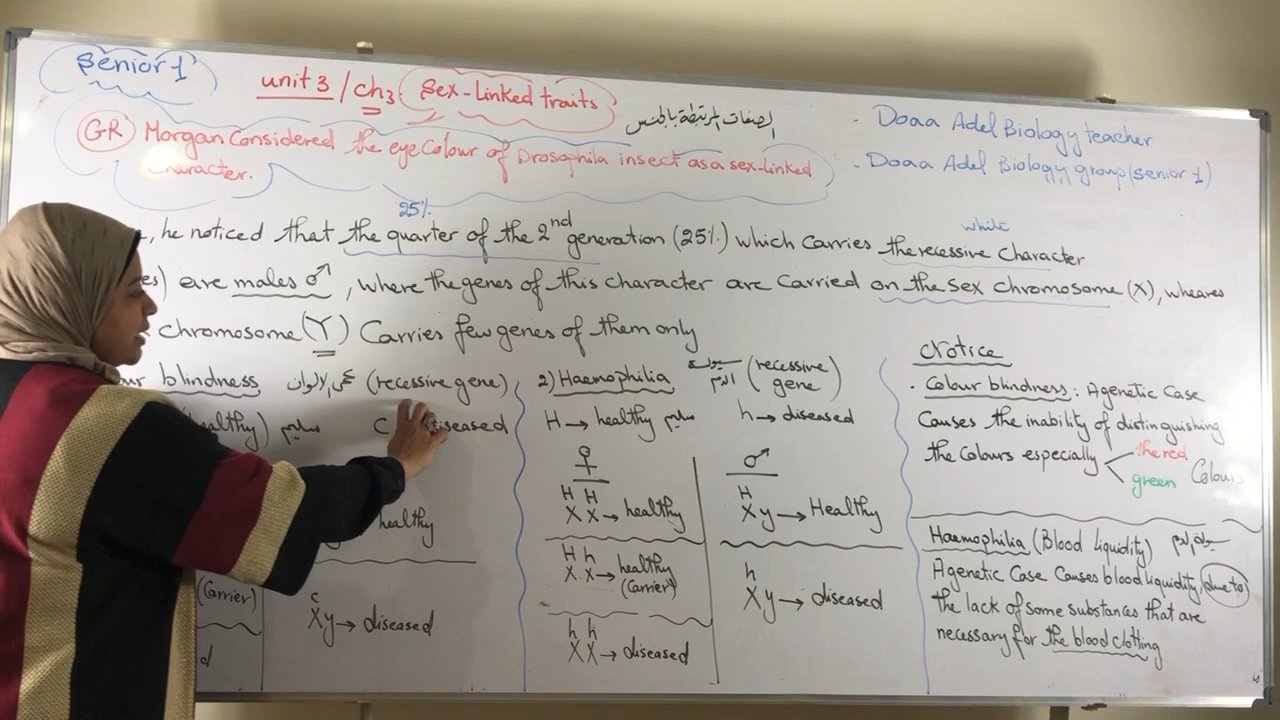 Senior 1
unit 3 / ch3 Sex-Linked traits
الصفات المرتبطة بالجنس
- Doaa Adel Biology teacher
- Doaa Adel Biology group (senior 1)
(GR) Morgan Considered the eye Colour of Drosophila insect as a sex-linked
character.
25%
white
, he noticed that the quarter of the 2nd generation (25%) which carries the recessive character
es) are males ♂, where the genes of this character are carried on the sex chromosome (X), wheares
chromosome (Y) Carries few genes of them only
ur blindness عمى الالوان (recessive gene)
ealthy) سليم
C
diseased
healthy
(carrier)
c
Xy → diseased
d
2) Haemophilia سيولة الدم (recessive gene)
H → healthy سليم h → diseased
♀
H H
X X → healthy
H h
X X → healthy
(carrier)
h h
X X → diseased
♂
H
Xy → Healthy
h
Xy → diseased
Notice
. Colour blindness: A genetic Case
Causes the inability of distinguishing
the Colours especially the red
green Colours
Haemophilia (Blood liquidity) سيولة الدم
A genetic Case Causes blood liquidity, due to
the lack of some substances that are
necessary for the blood clotting